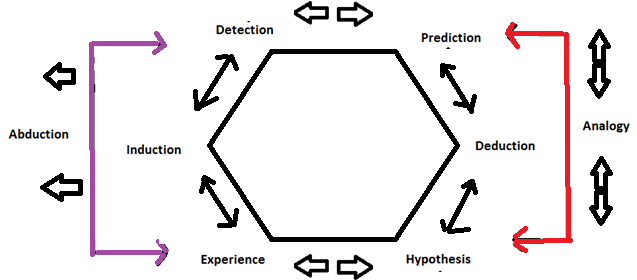 Detection
Prediction
Abduction
Induction
Deduction
Analogy
Experience
Hypothesis